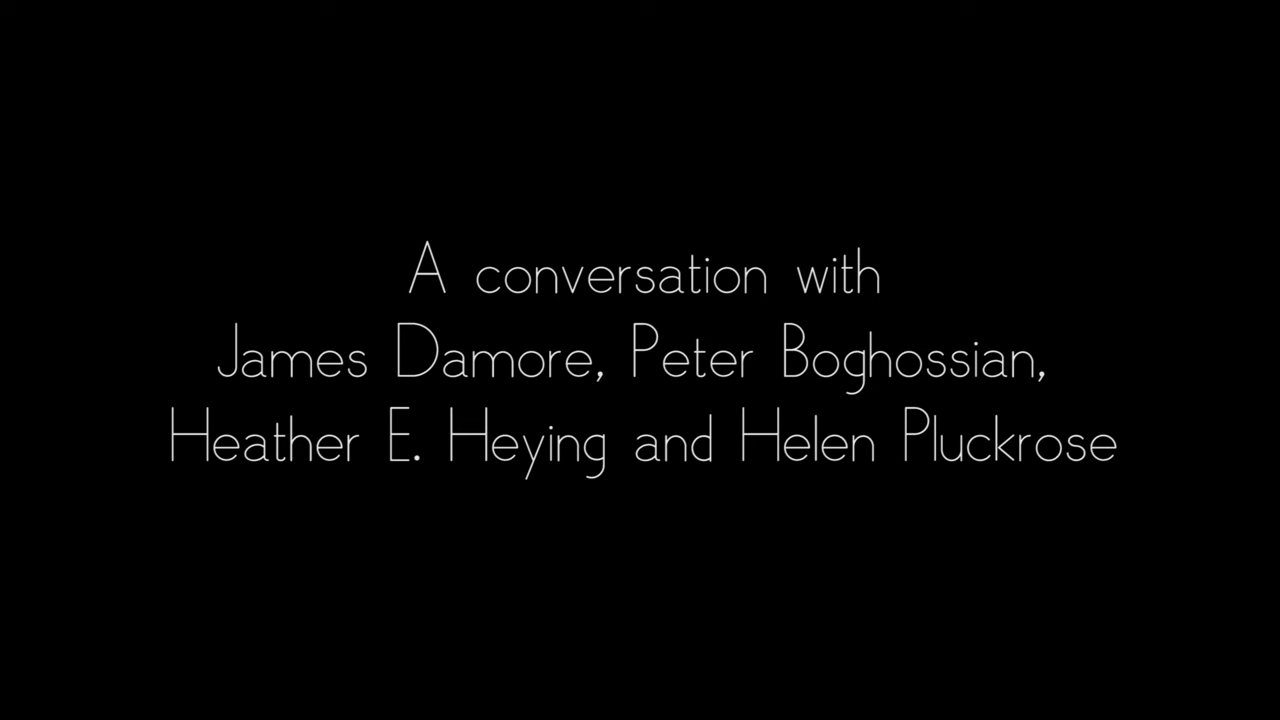 A conversation with
James Damore, Peter Boghossian,
Heather E. Heying and Helen Pluckrose